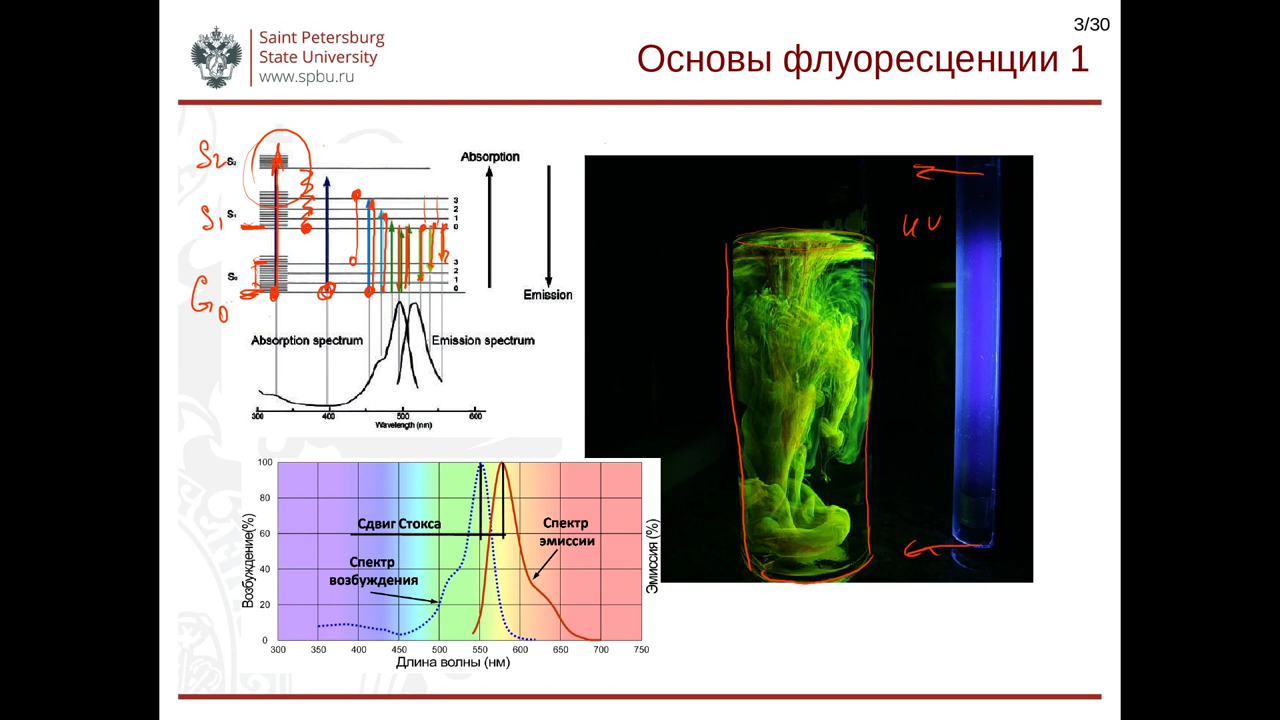 3/30
Saint Petersburg
State University
www.spbu.ru
Основы флуоресценции 1
S2
S₂
S1
S₁
S₀
G0
3
2
1
0
3
2
1
0
Absorption
Emission
Absorption spectrum
Emission spectrum
300
400
500
600
Wavelength (nm)
UV
Возбуждение(%)
100
80
60
40
20
0
Сдвиг Стокса
Спектр
возбуждения
Спектр
эмиссии
Эмиссия (%)
300 350 400 450 500 550 600 650 700 750
Длина волны (нм)